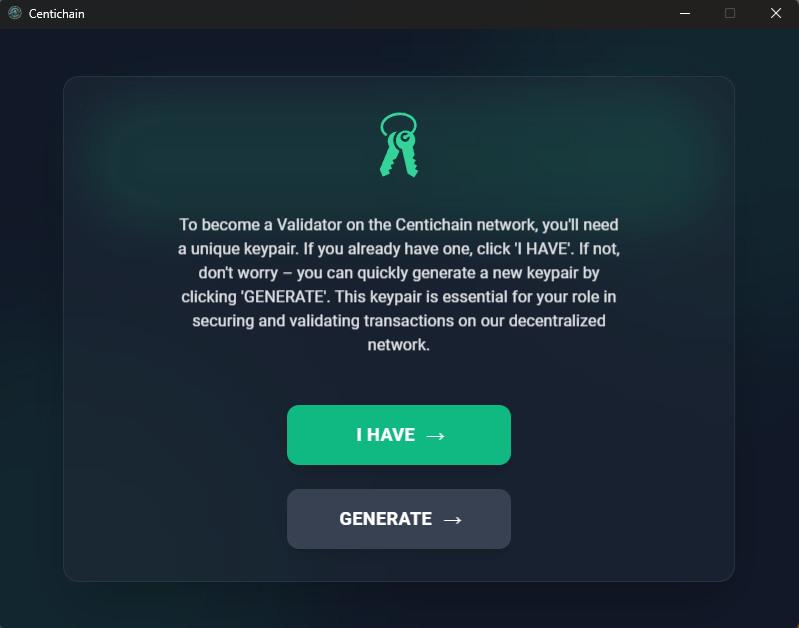 Centichain
To become a Validator on the Centichain network, you'll need
a unique keypair. If you already have one, click 'I HAVE'. If not,
don't worry – you can quickly generate a new keypair by
clicking 'GENERATE'. This keypair is essential for your role in
securing and validating transactions on our decentralized
network.
I HAVE →
GENERATE →